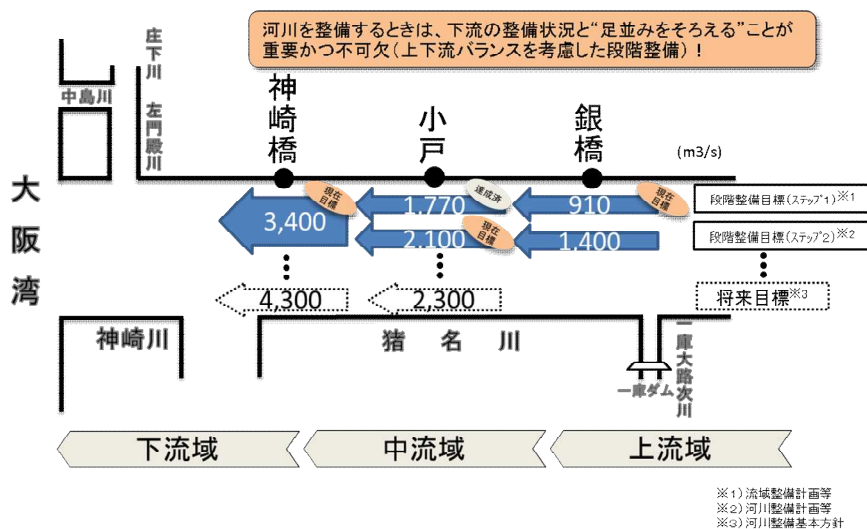 河川を整備するときは、下流の整備状況と“足並みをそろえる”ことが
重要かつ不可欠(上下流バランスを考慮した段階整備)!
庄下川
中島川
左門殿川
神崎橋
小戸
銀橋
(m3/s)
大阪湾
現在目標
達成済
現在目標
3,400
1,770
910
段階整備目標(ステップ1)※1
現在目標
2,100
1,400
段階整備目標(ステップ2)※2
4,300
2,300
将来目標※3
神崎川
猪名川
一庫大路次川
一庫ダム
下流域
中流域
上流域
※1)流域整備計画等
※2)河川整備計画等
※3)河川整備基本方針